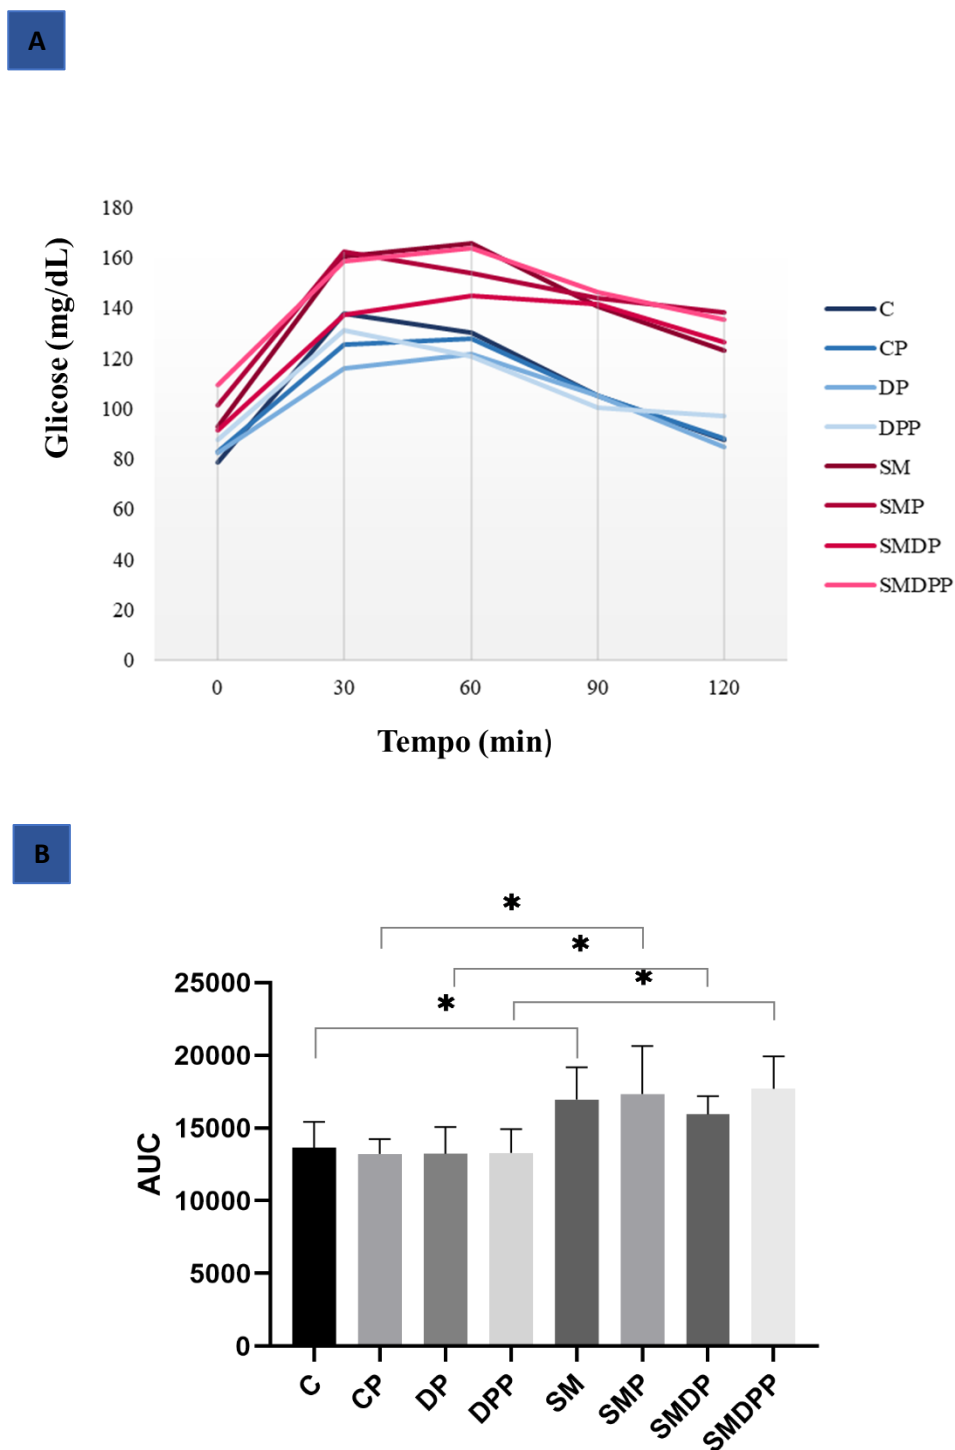 A
Glicose (mg/dL)
180
160
140
120
100
80
60
40
20
0
0 30 60 90 120
Tempo (min)
C
CP
DP
DPP
SM
SMP
SMDP
SMDPP
B
*
*
*
*
AUC
25000
20000
15000
10000
5000
0
C CP DP DPP SM SMP SMDP SMDPP